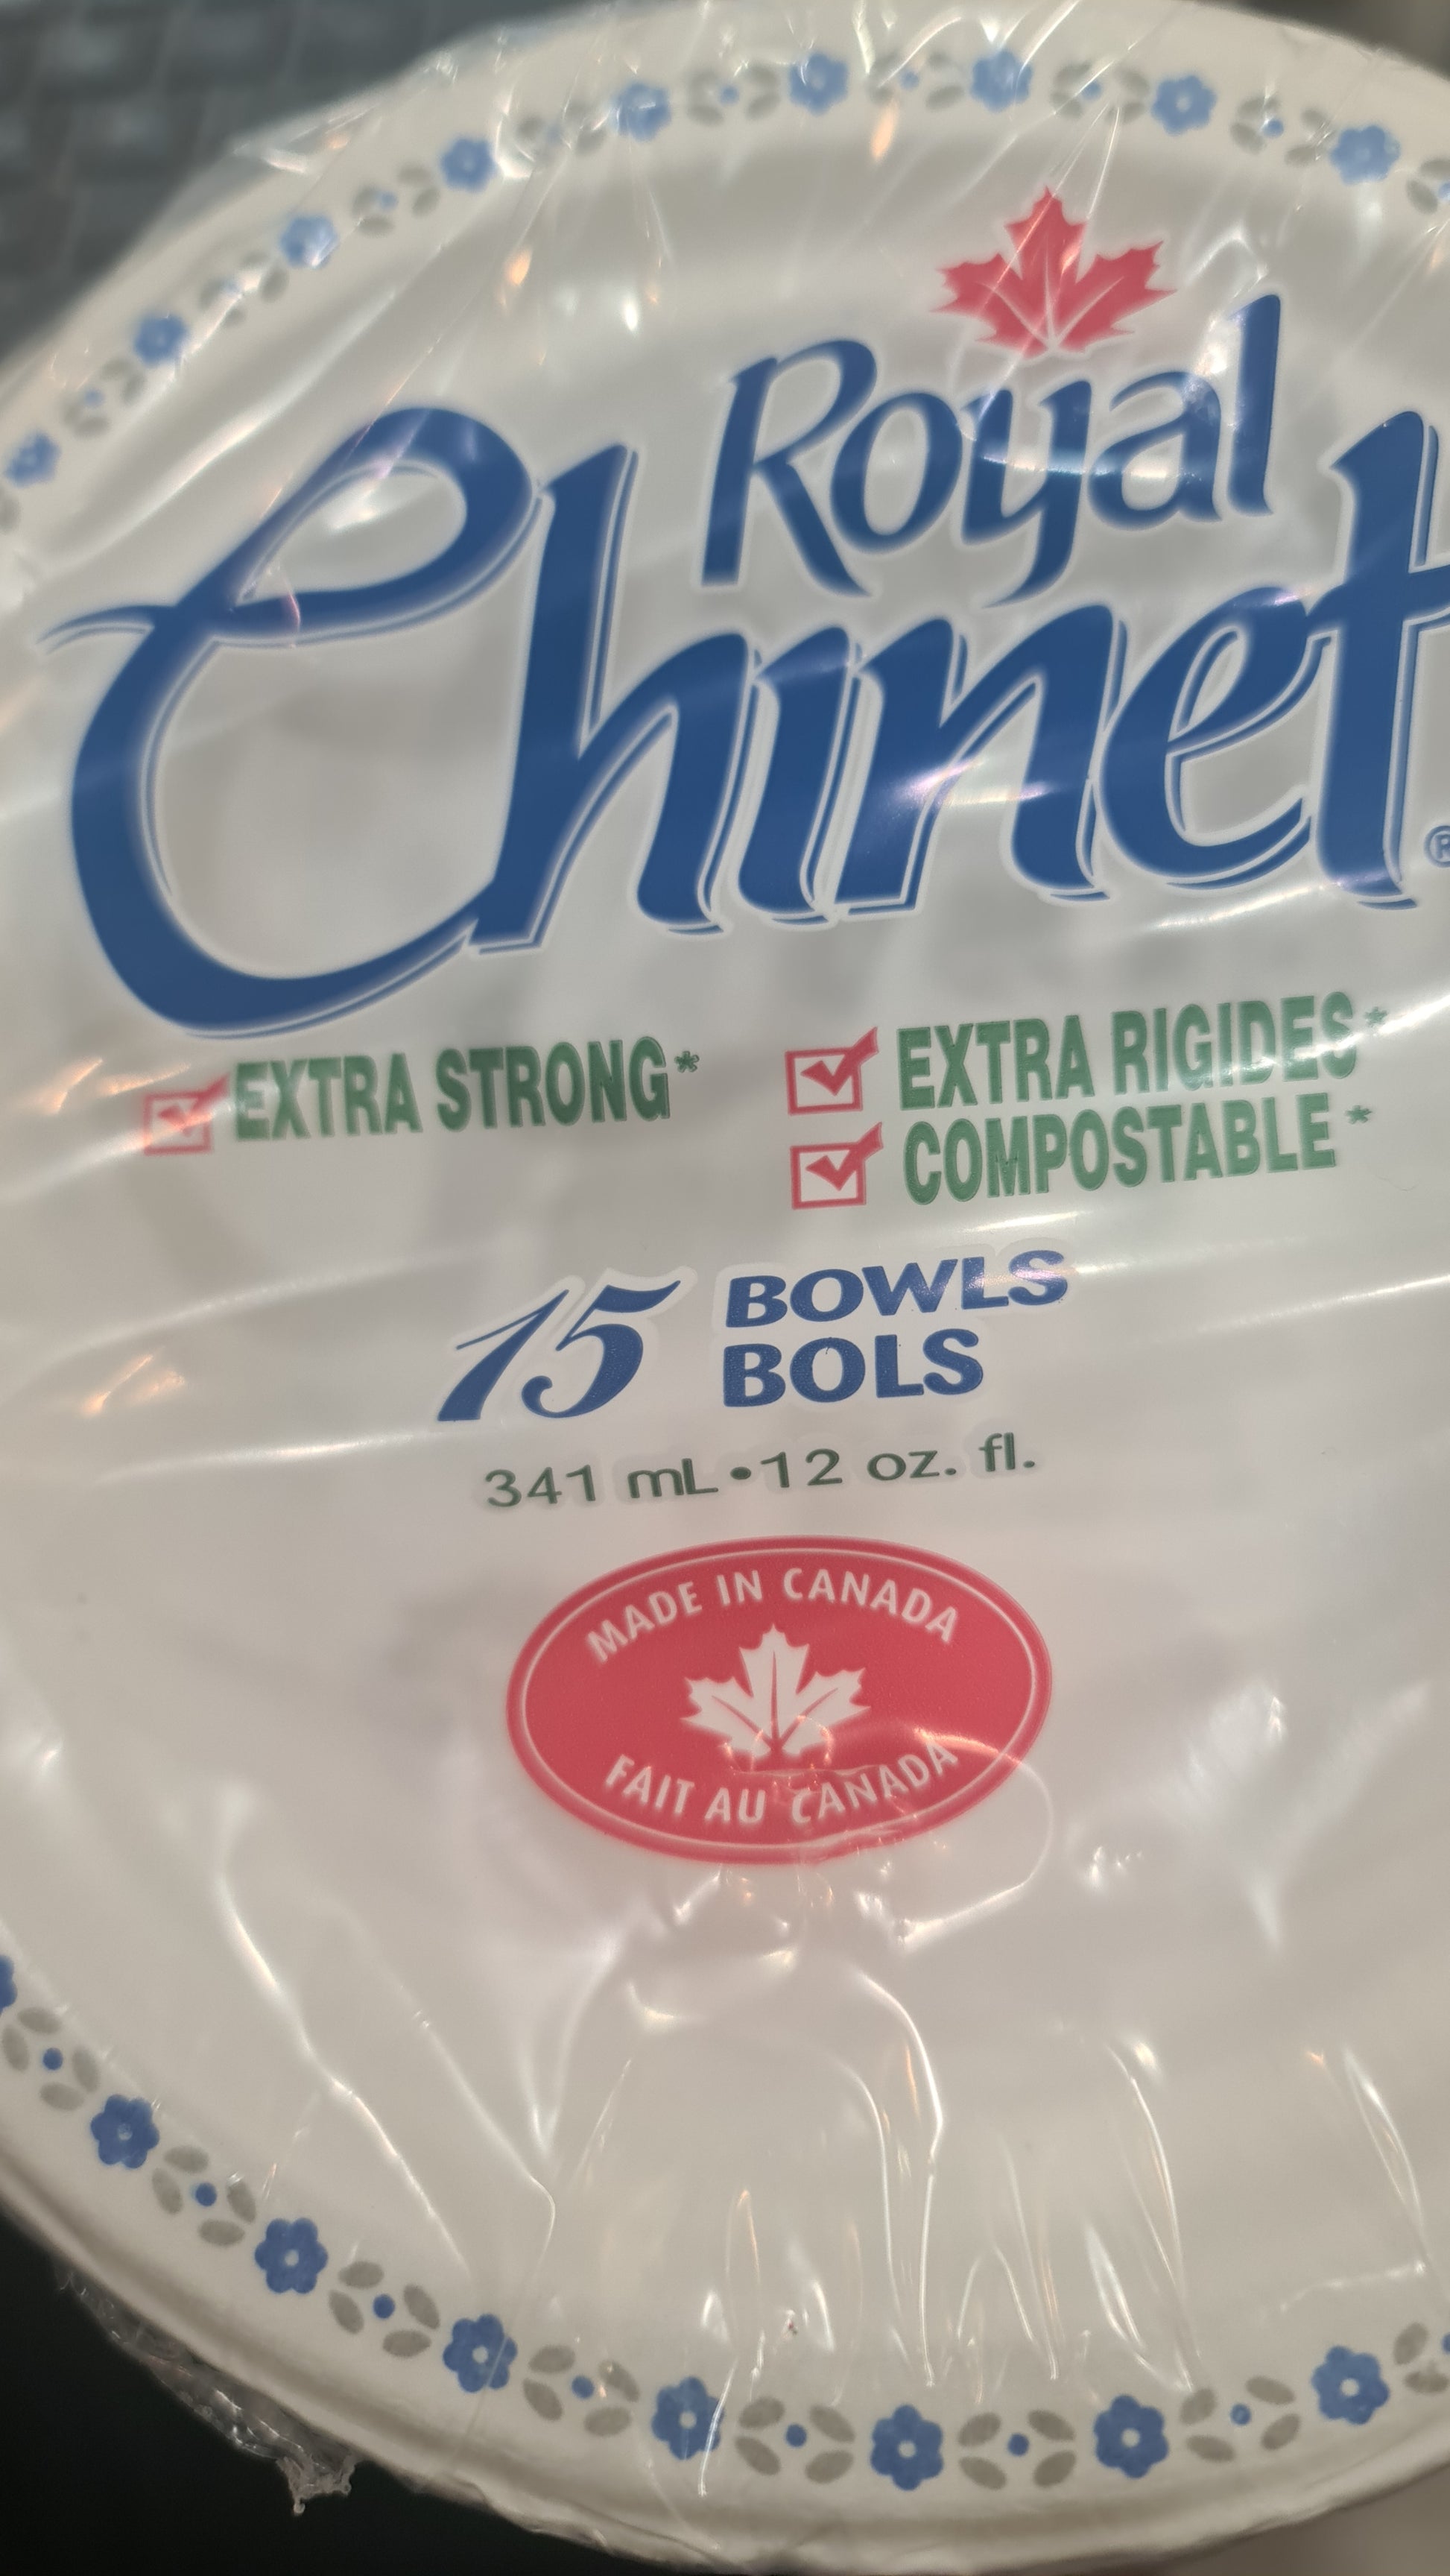 Royal
Chinet®
EXTRA STRONG*
EXTRA RIGIDES*
COMPOSTABLE*
15 BOWLS
BOLS
341 mL • 12 oz. fl.
MADE IN CANADA
FAIT AU CANADA